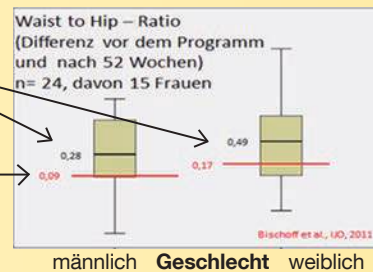 Waist to Hip – Ratio
(Differenz vor dem Programm
und nach 52 Wochen)
n= 24, davon 15 Frauen
0,28
0,49
0,17
0,09
Bischoff et al., IJO, 2011
männlich Geschlecht weiblich